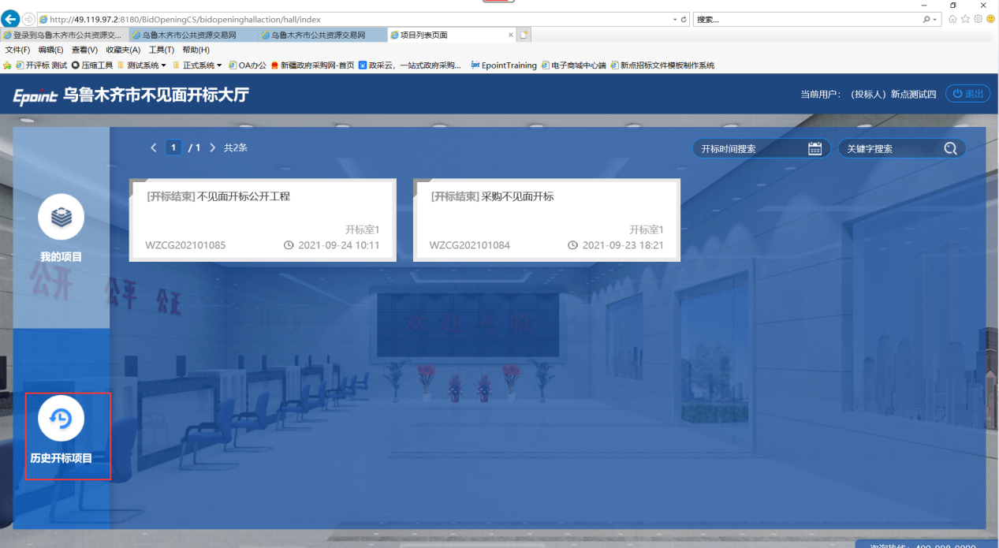 http://49.119.97.2:8180/BidOpeningCS/bidopeninghallaction/hall/index
搜索...
登录到乌鲁木齐市公共资源交...
乌鲁木齐市公共资源交易网
乌鲁木齐市公共资源交易网
项目列表页面
文件(F) 编辑(E) 查看(V) 收藏夹(A) 工具(T) 帮助(H)
开评标 测试 压缩工具 测试系统 正式系统 OA办公 新疆政府采购网-首页 政采云，一站式政府采购... EpointTraining 电子商城中心端 新点招标文件模板制作系统
Epoint 乌鲁木齐市不见面开标大厅
当前用户： （投标人）新点测试四
退出
1 / 1 共2条
开标时间搜索
关键字搜索
[开标结束] 不见面开标公开工程
开标室1
WZCG202101085 2021-09-24 10:11
[开标结束] 采购不见面开标
开标室1
WZCG202101084 2021-09-23 18:21
我的项目
公开 公平 公正
欢迎光临
历史开标项目